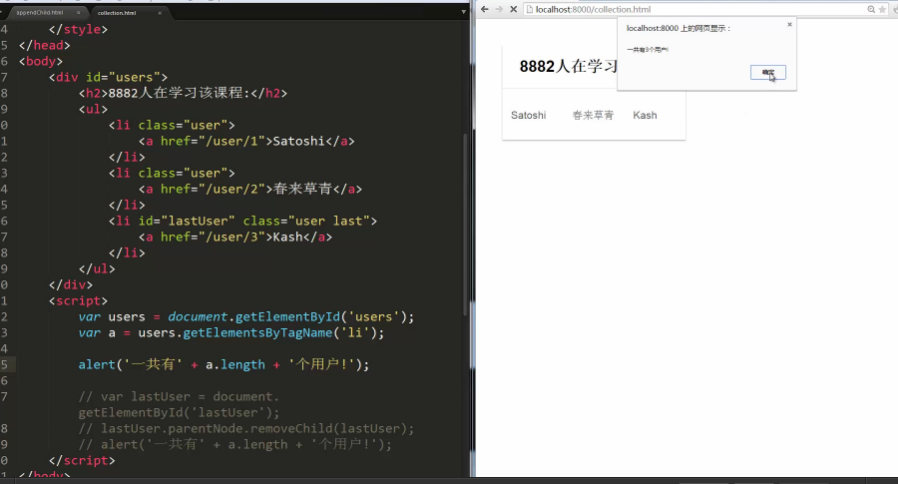 appendChild.html
collection.html
4 </style>
5 </head>
6 <body>
7 <div id="users">
8 <h2>8882人在学习该课程:</h2>
9 <ul>
0 <li class="user">
1 <a href="/user/1">Satoshi</a>
2 </li>
3 <li class="user">
4 <a href="/user/2">春来草青</a>
5 </li>
6 <li id="lastUser" class="user last">
7 <a href="/user/3">Kash</a>
8 </li>
9 </ul>
0 </div>
1 <script>
2 var users = document.getElementById('users');
3 var a = users.getElementsByTagName('li');
4
5 alert('一共有' + a.length + '个用户!');
6
7 // var lastUser = document.
getElementById('lastUser');
8 // lastUser.parentNode.removeChild(lastUser);
9 // alert('一共有' + a.length + '个用户!');
0 </script>
1 </body>
localhost:8000/collection.html
localhost:8000 上的网页显示：
一共有3个用户!
确定
8882人在学习
Satoshi 春来草青 Kash